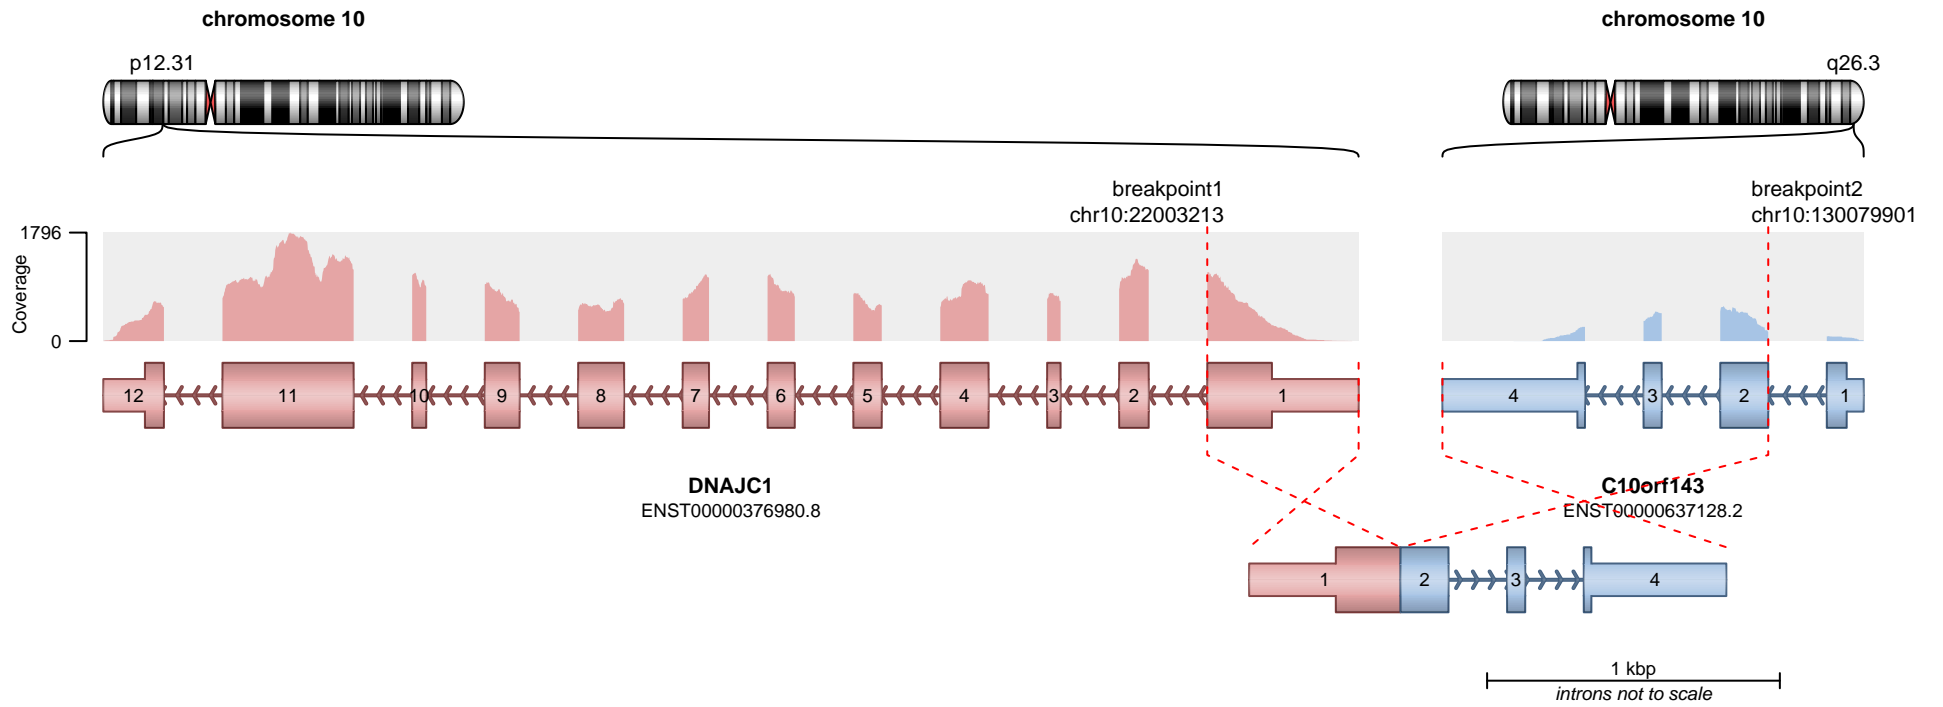 chromosome 10
chromosome 10
p12.31
q26.3
breakpoint1
chr10:22003213
breakpoint2
chr10:130079901
1796
Coverage
0
12 11 10 9 8 7 6 5 4 3 2 1
4 3 2 1
DNAJC1
ENST00000376980.8
C10orf143
ENST00000637128.2
1 2 3 4
1 kbp
introns not to scale